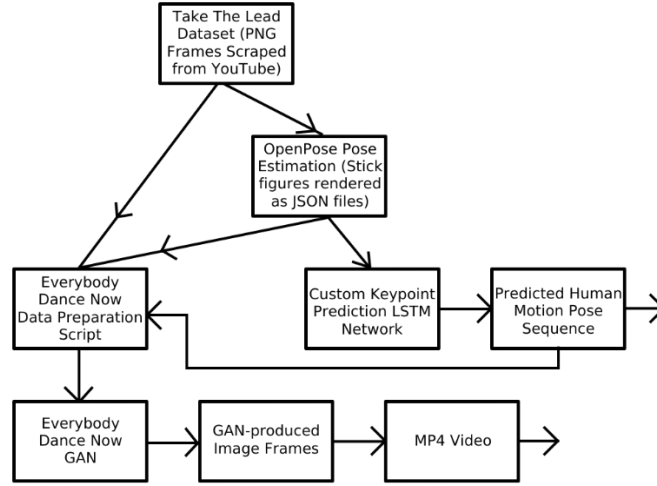 Take The Lead
Dataset (PNG
Frames Scraped
from YouTube)
OpenPose Pose
Estimation (Stick
figures rendered
as JSON files)
Everybody
Dance Now
Data Preparation
Script
Custom Keypoint
Prediction LSTM
Network
Predicted Human
Motion Pose
Sequence
Everybody
Dance Now
GAN
GAN-produced
Image Frames
MP4 Video